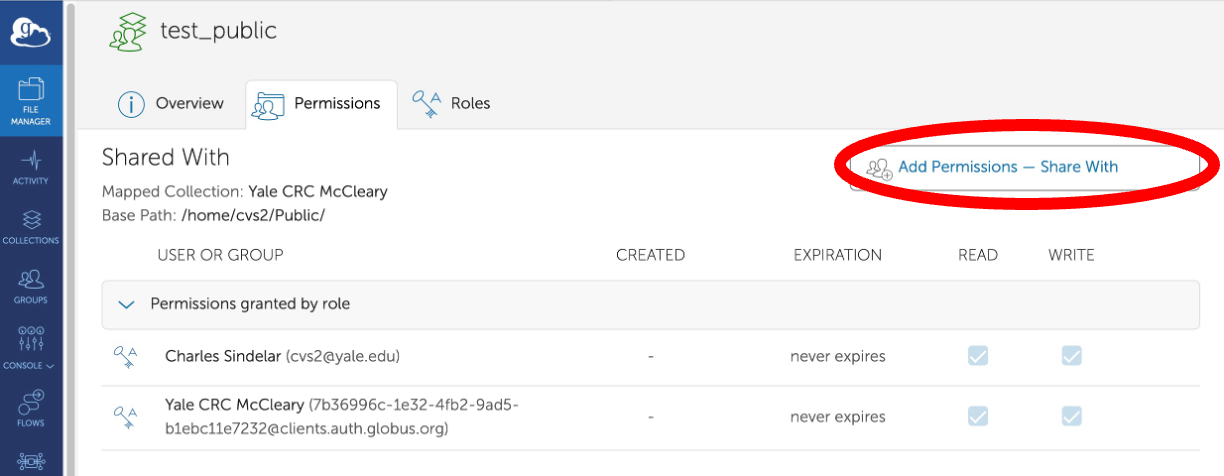 test_public
Overview
Permissions
Roles
FILE
MANAGER
ACTIVITY
COLLECTIONS
GROUPS
CONSOLE
FLOWS
Shared With
Add Permissions — Share With
Mapped Collection: Yale CRC McCleary
Base Path: /home/cvs2/Public/
USER OR GROUP CREATED EXPIRATION READ WRITE
Permissions granted by role
Charles Sindelar (cvs2@yale.edu) - never expires
Yale CRC McCleary (7b36996c-1e32-4fb2-9ad5-
b1ebc11e7232@clients.auth.globus.org) - never expires